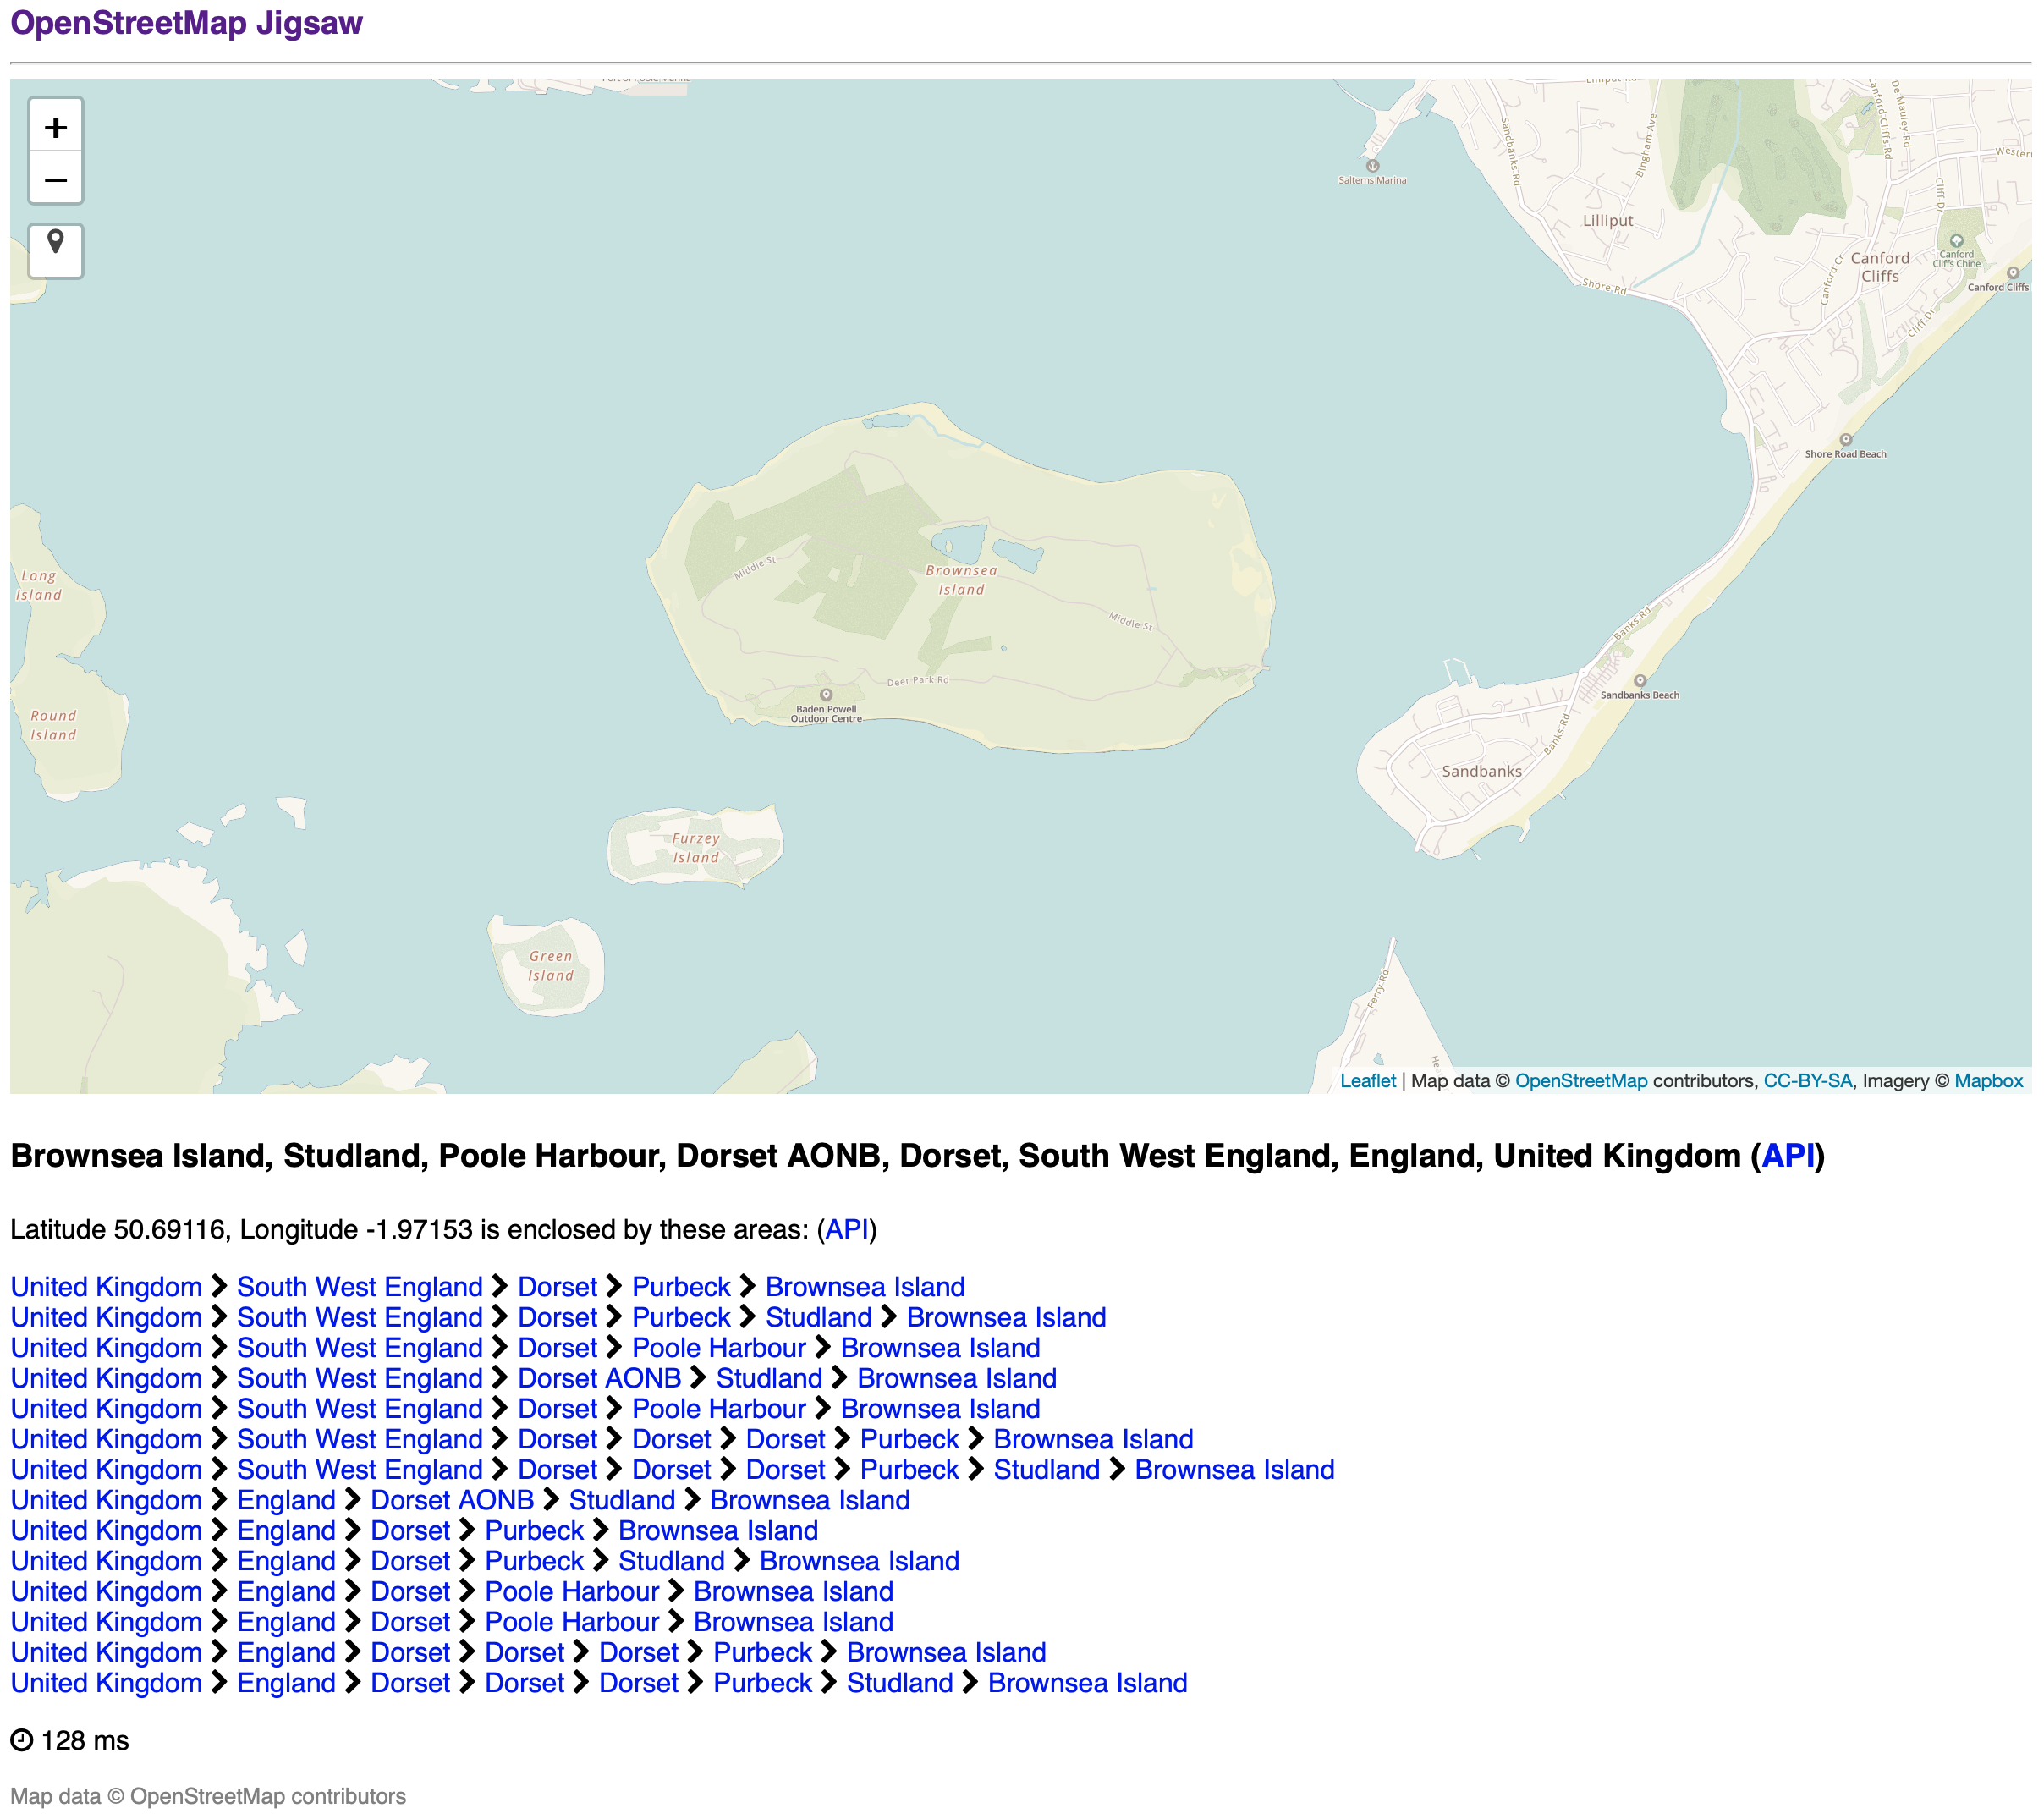 OpenStreetMap Jigsaw
Port of Poole Marina
Lilliput Rd
+
−
Salterns Marina
Sandbanks Rd
Bingham Ave
Canford Cliffs Rd
De Mauley Rd
Western
Lilliput
Cliff Dr
Canford
Cliffs
Canford
Cliffs Chine
Canford Cr
Canford Cliffs
Shore Rd
Cliff Dr
Shore Road Beach
Long
Island
Middle St
Brownsea
Island
Middle St
Banks Rd
Deer Park Rd
Baden Powell
Outdoor Centre
Sandbanks Beach
Round
Island
Banks Rd
Sandbanks
Furzey
Island
Green
Island
Ferry Rd
Leaflet | Map data © OpenStreetMap contributors, CC-BY-SA, Imagery © Mapbox
Brownsea Island, Studland, Poole Harbour, Dorset AONB, Dorset, South West England, England, United Kingdom (API)
Latitude 50.69116, Longitude -1.97153 is enclosed by these areas: (API)
United Kingdom > South West England > Dorset > Purbeck > Brownsea Island
United Kingdom > South West England > Dorset > Purbeck > Studland > Brownsea Island
United Kingdom > South West England > Dorset > Poole Harbour > Brownsea Island
United Kingdom > South West England > Dorset AONB > Studland > Brownsea Island
United Kingdom > South West England > Dorset > Poole Harbour > Brownsea Island
United Kingdom > South West England > Dorset > Dorset > Dorset > Purbeck > Brownsea Island
United Kingdom > South West England > Dorset > Dorset > Dorset > Purbeck > Studland > Brownsea Island
United Kingdom > England > Dorset AONB > Studland > Brownsea Island
United Kingdom > England > Dorset > Purbeck > Brownsea Island
United Kingdom > England > Dorset > Purbeck > Studland > Brownsea Island
United Kingdom > England > Dorset > Poole Harbour > Brownsea Island
United Kingdom > England > Dorset > Poole Harbour > Brownsea Island
United Kingdom > England > Dorset > Dorset > Dorset > Purbeck > Brownsea Island
United Kingdom > England > Dorset > Dorset > Dorset > Purbeck > Studland > Brownsea Island
128 ms
Map data © OpenStreetMap contributors